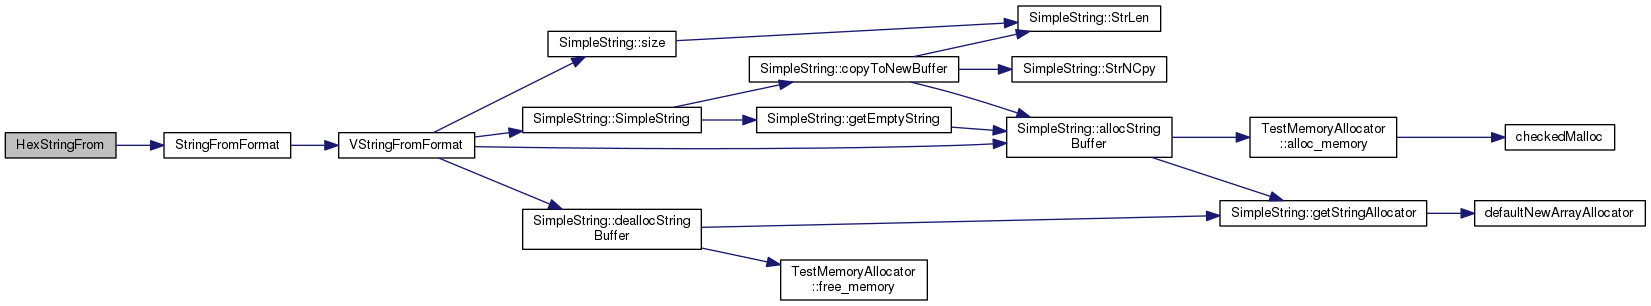 HexStringFrom
StringFromFormat
VStringFromFormat
SimpleString::size
SimpleString::SimpleString
SimpleString::deallocString
Buffer
SimpleString::copyToNewBuffer
SimpleString::getEmptyString
TestMemoryAllocator
::free_memory
SimpleString::StrLen
SimpleString::StrNCpy
SimpleString::allocString
Buffer
TestMemoryAllocator
::alloc_memory
SimpleString::getStringAllocator
checkedMalloc
defaultNewArrayAllocator